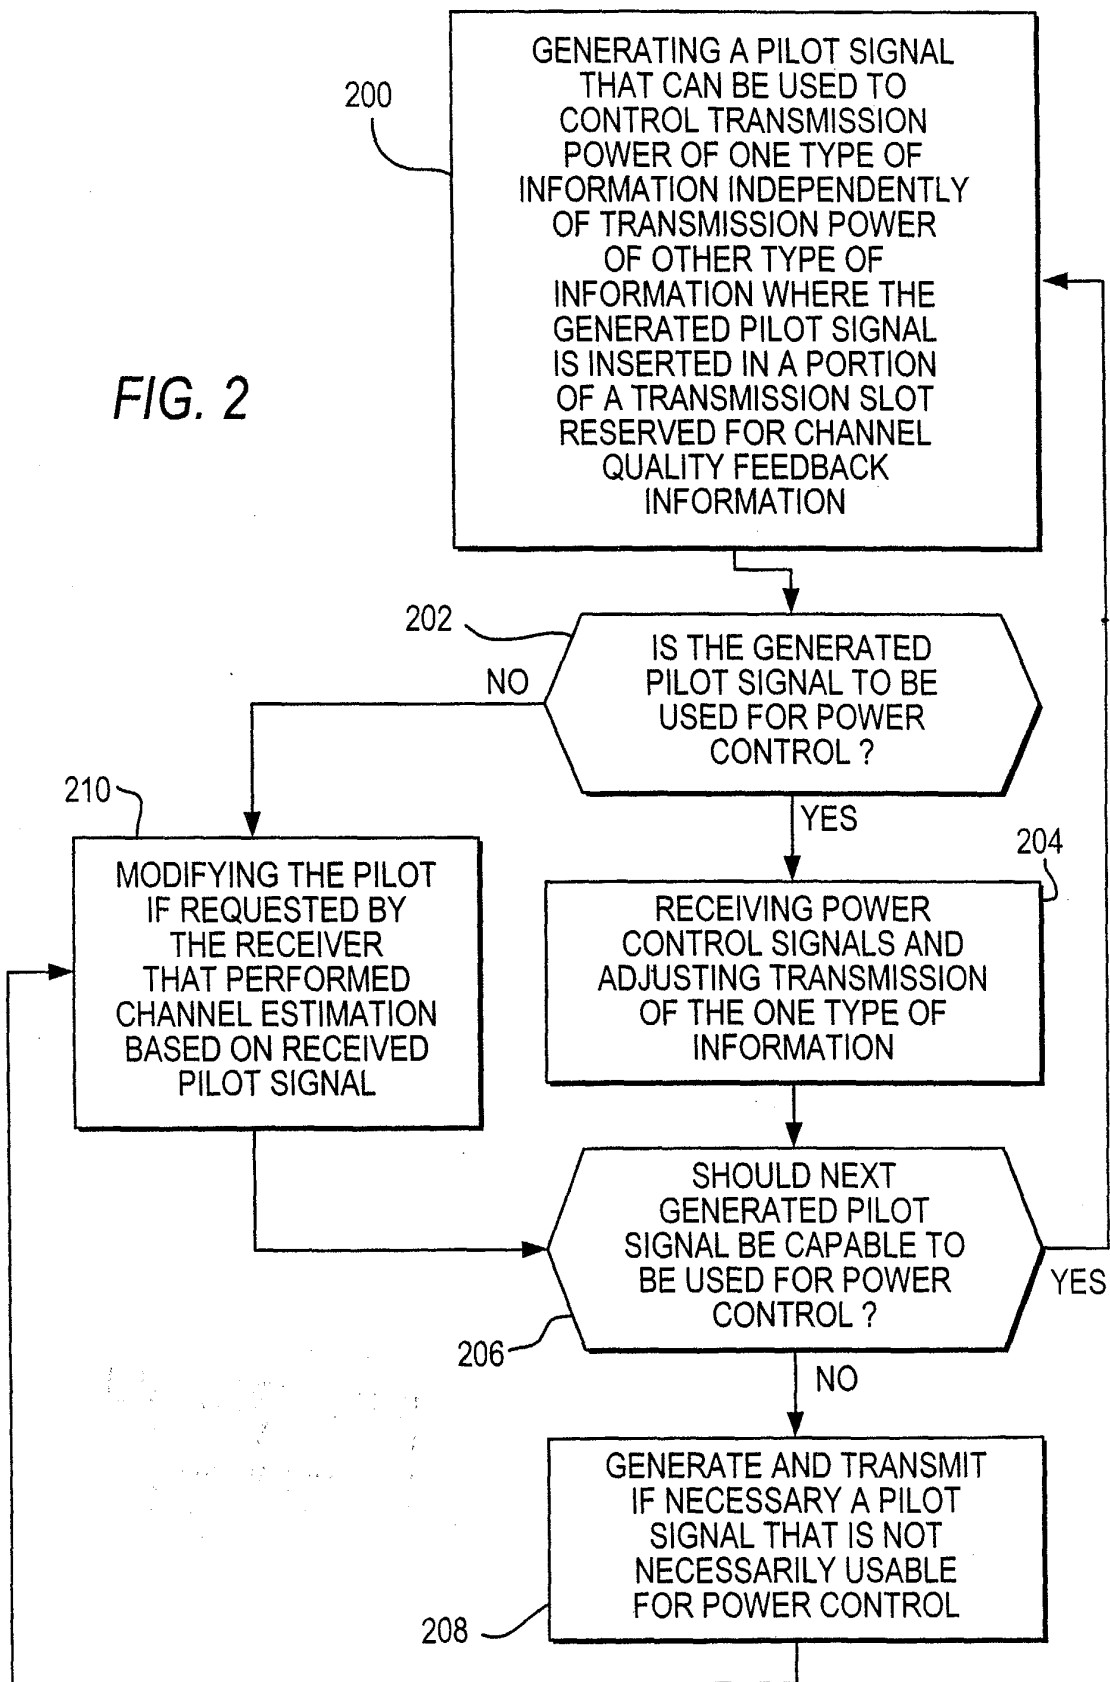 FIG. 2
200
GENERATING A PILOT SIGNAL
THAT CAN BE USED TO
CONTROL TRANSMISSION
POWER OF ONE TYPE OF
INFORMATION INDEPENDENTLY
OF TRANSMISSION POWER
OF OTHER TYPE OF
INFORMATION WHERE THE
GENERATED PILOT SIGNAL
IS INSERTED IN A PORTION
OF A TRANSMISSION SLOT
RESERVED FOR CHANNEL
QUALITY FEEDBACK
INFORMATION
202
IS THE GENERATED
PILOT SIGNAL TO BE
USED FOR POWER
CONTROL ?
NO
YES
210
MODIFYING THE PILOT
IF REQUESTED BY
THE RECEIVER
THAT PERFORMED
CHANNEL ESTIMATION
BASED ON RECEIVED
PILOT SIGNAL
204
RECEIVING POWER
CONTROL SIGNALS AND
ADJUSTING TRANSMISSION
OF THE ONE TYPE OF
INFORMATION
206
SHOULD NEXT
GENERATED PILOT
SIGNAL BE CAPABLE TO
BE USED FOR POWER
CONTROL ?
YES
NO
208
GENERATE AND TRANSMIT
IF NECESSARY A PILOT
SIGNAL THAT IS NOT
NECESSARILY USABLE
FOR POWER CONTROL